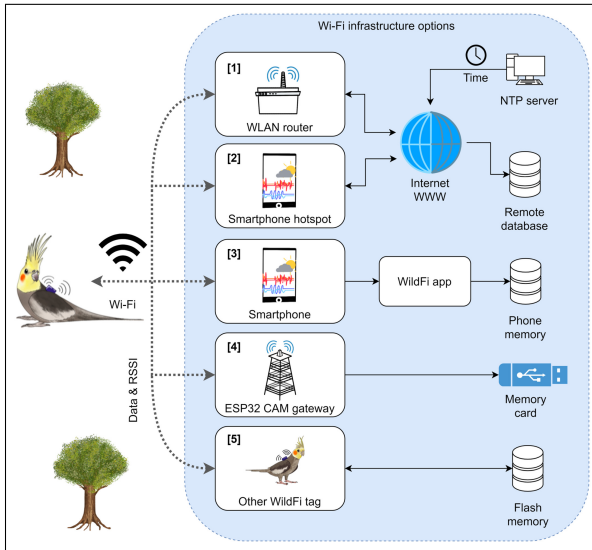 Wi-Fi infrastructure options
[1]
WLAN router
Time
NTP server
[2]
Smartphone hotspot
Internet
WWW
Remote
database
Wi-Fi
[3]
Smartphone
WildFi app
Phone
memory
Data & RSSI
[4]
ESP32 CAM gateway
Memory
card
[5]
Other WildFi tag
Flash
memory